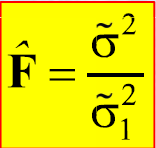 F̂ = σ̃² / σ̃₁²